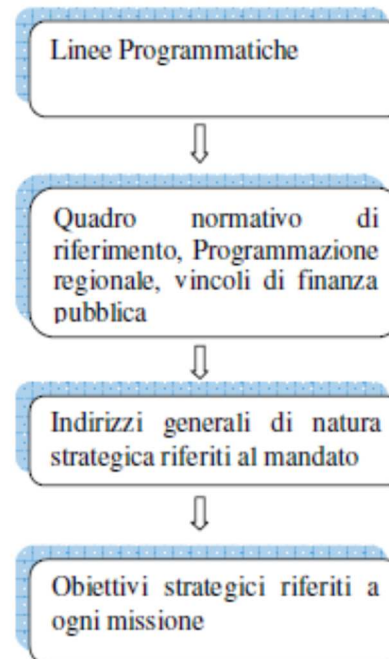 Linee Programmatiche
Quadro normativo di
riferimento, Programmazione
regionale, vincoli di finanza
pubblica
Indirizzi generali di natura
strategica riferiti al mandato
Obiettivi strategici riferiti a
ogni missione